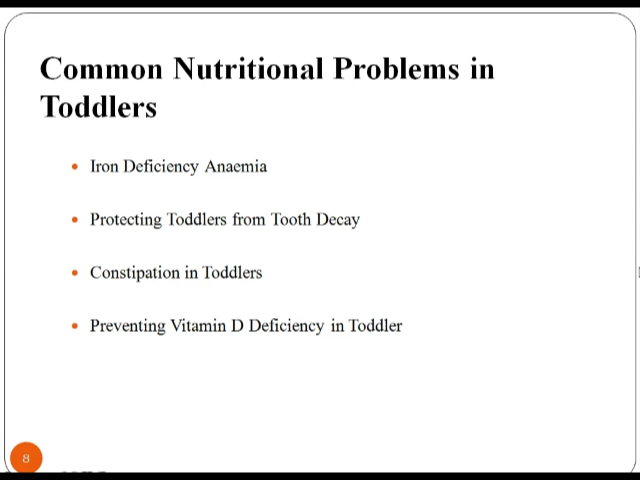 Common Nutritional Problems in
Toddlers
• Iron Deficiency Anaemia
• Protecting Toddlers from Tooth Decay
• Constipation in Toddlers
• Preventing Vitamin D Deficiency in Toddler
8